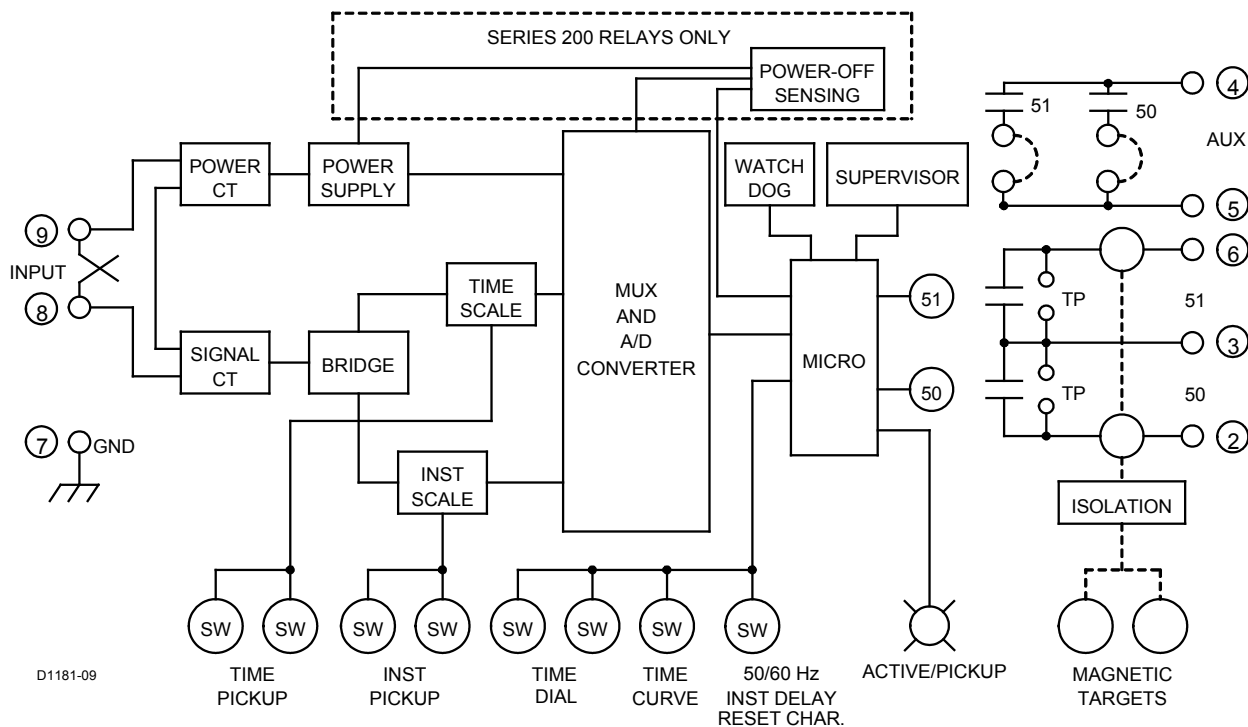 SERIES 200 RELAYS ONLY
POWER-OFF
SENSING
POWER
CT
POWER
SUPPLY
WATCH
DOG
SUPERVISOR
51
50
4
AUX
5
9
INPUT
8
SIGNAL
CT
BRIDGE
TIME
SCALE
MUX
AND
A/D
CONVERTER
MICRO
51
50
6
TP
51
3
TP
50
2
7
GND
INST
SCALE
ISOLATION
SW
SW
SW
SW
SW
SW
SW
SW
D1181-09
TIME
PICKUP
INST
PICKUP
TIME
DIAL
TIME
CURVE
50/60 Hz
INST DELAY
RESET CHAR.
ACTIVE/PICKUP
MAGNETIC
TARGETS